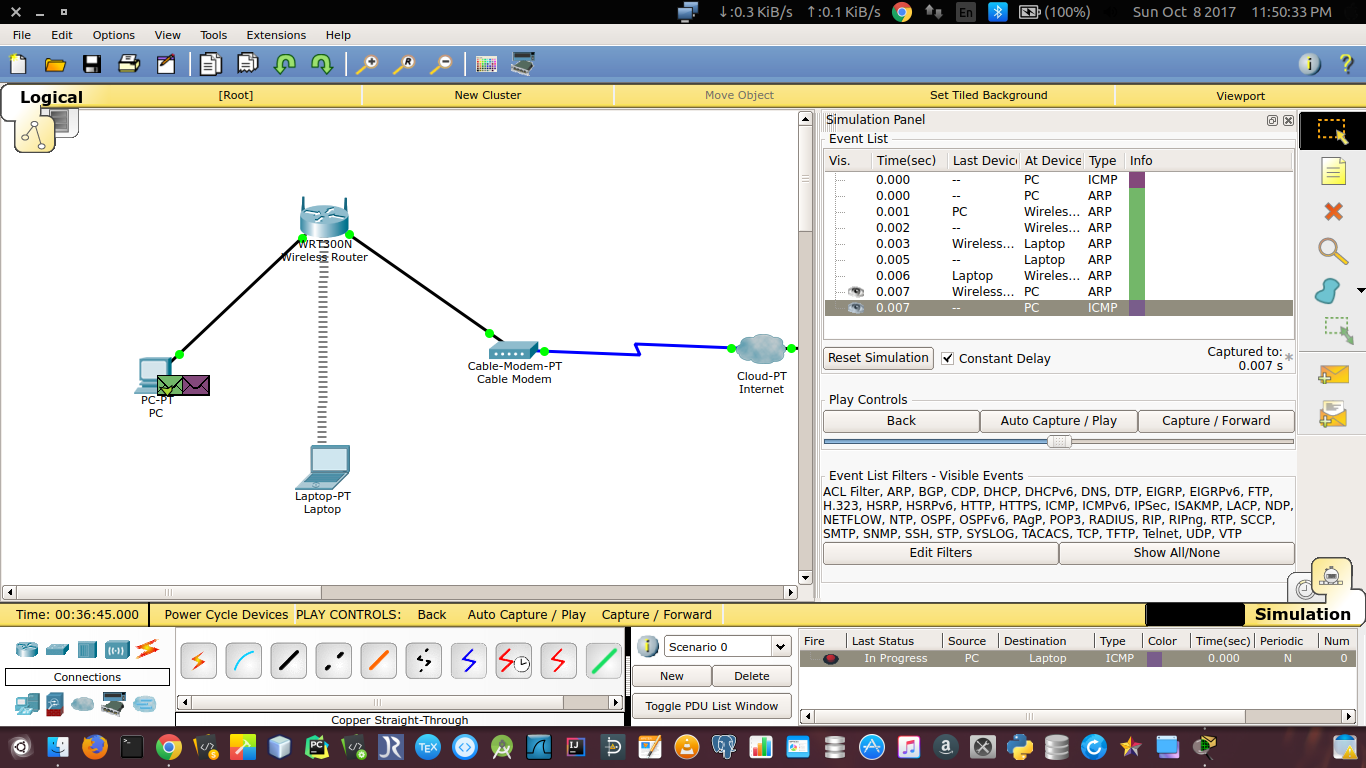 ↓:0.3 KiB/s ↑:0.1 KiB/s En (100%) Sun Oct 8 2017 11:50:33 PM
File Edit Options View Tools Extensions Help
Logical [Root] New Cluster Move Object Set Tiled Background Viewport
WRT300N
Wireless Router
PC-PT
PC
Cable-Modem-PT
Cable Modem
Cloud-PT
Internet
Laptop-PT
Laptop
Simulation Panel
Event List
Vis. Time(sec) Last Devic At Device Type Info
0.000 -- PC ICMP
0.000 -- PC ARP
0.001 PC Wireles... ARP
0.002 -- Wireles... ARP
0.003 Wireless... Laptop ARP
0.005 -- Laptop ARP
0.006 Laptop Wireles... ARP
0.007 Wireless... PC ARP
0.007 -- PC ICMP
Reset Simulation Constant Delay Captured to:
0.007 s
Play Controls
Back Auto Capture / Play Capture / Forward
Event List Filters - Visible Events
ACL Filter, ARP, BGP, CDP, DHCP, DHCPv6, DNS, DTP, EIGRP, EIGRPv6, FTP,
H.323, HSRP, HSRPv6, HTTP, HTTPS, ICMP, ICMPv6, IPSec, ISAKMP, LACP, NDP,
NETFLOW, NTP, OSPF, OSPFv6, PAgP, POP3, RADIUS, RIP, RIPng, RTP, SCCP,
SMTP, SNMP, SSH, STP, SYSLOG, TACACS, TCP, TFTP, Telnet, UDP, VTP
Edit Filters Show All/None
Time: 00:36:45.000 Power Cycle Devices PLAY CONTROLS: Back Auto Capture / Play Capture / Forward Simulation
Connections
Copper Straight-Through
Scenario 0
New Delete
Toggle PDU List Window
Fire Last Status Source Destination Type Color Time(sec) Periodic Num
In Progress PC Laptop ICMP 0.000 N 0